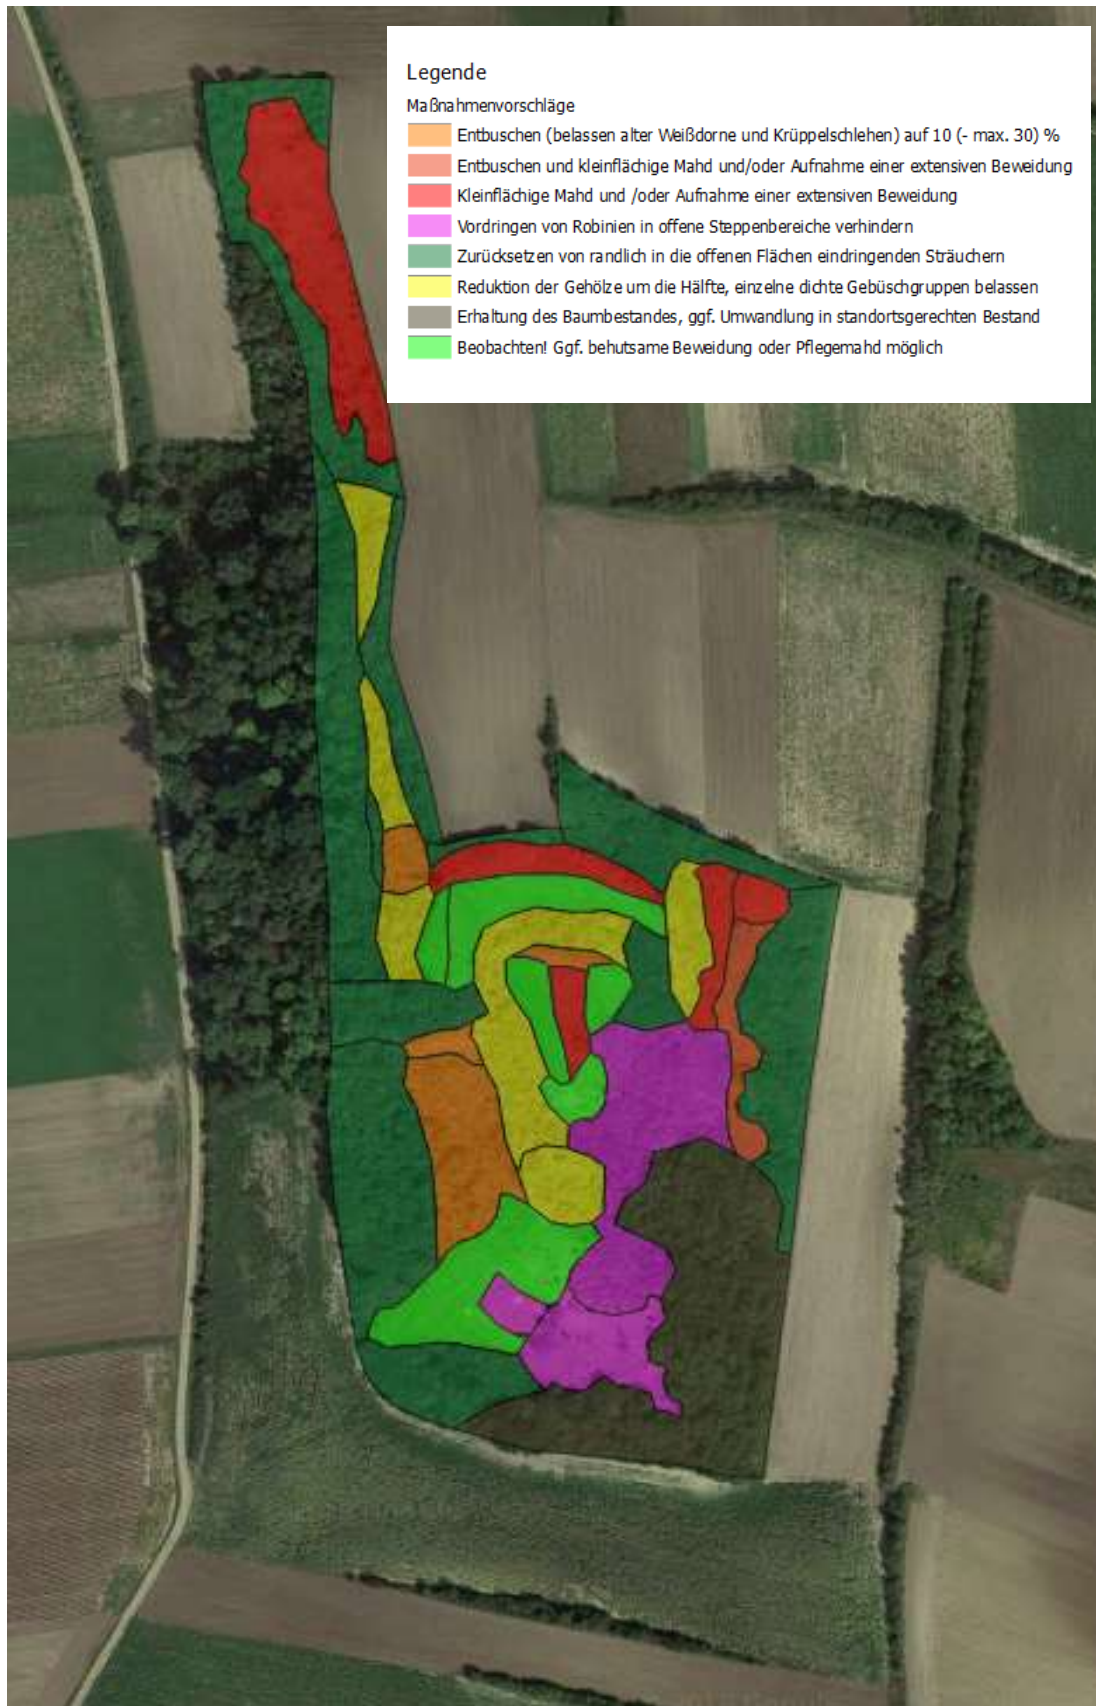 Legende
Maßnahmenvorschläge
Entbuschen (belassen alter Weißdorne und Krüppelschlehen) auf 10 (- max. 30) %
Entbuschen und kleinflächige Mahd und/oder Aufnahme einer extensiven Beweidung
Kleinflächige Mahd und /oder Aufnahme einer extensiven Beweidung
Vordringen von Robinien in offene Steppenbereiche verhindern
Zurücksetzen von randlich in die offenen Flächen eindringenden Sträuchern
Reduktion der Gehölze um die Hälfte, einzelne dichte Gebüschgruppen belassen
Erhaltung des Baumbestandes, ggf. Umwandlung in standortsgerechten Bestand
Beobachten! Ggf. behutsame Beweidung oder Pflegemahd möglich